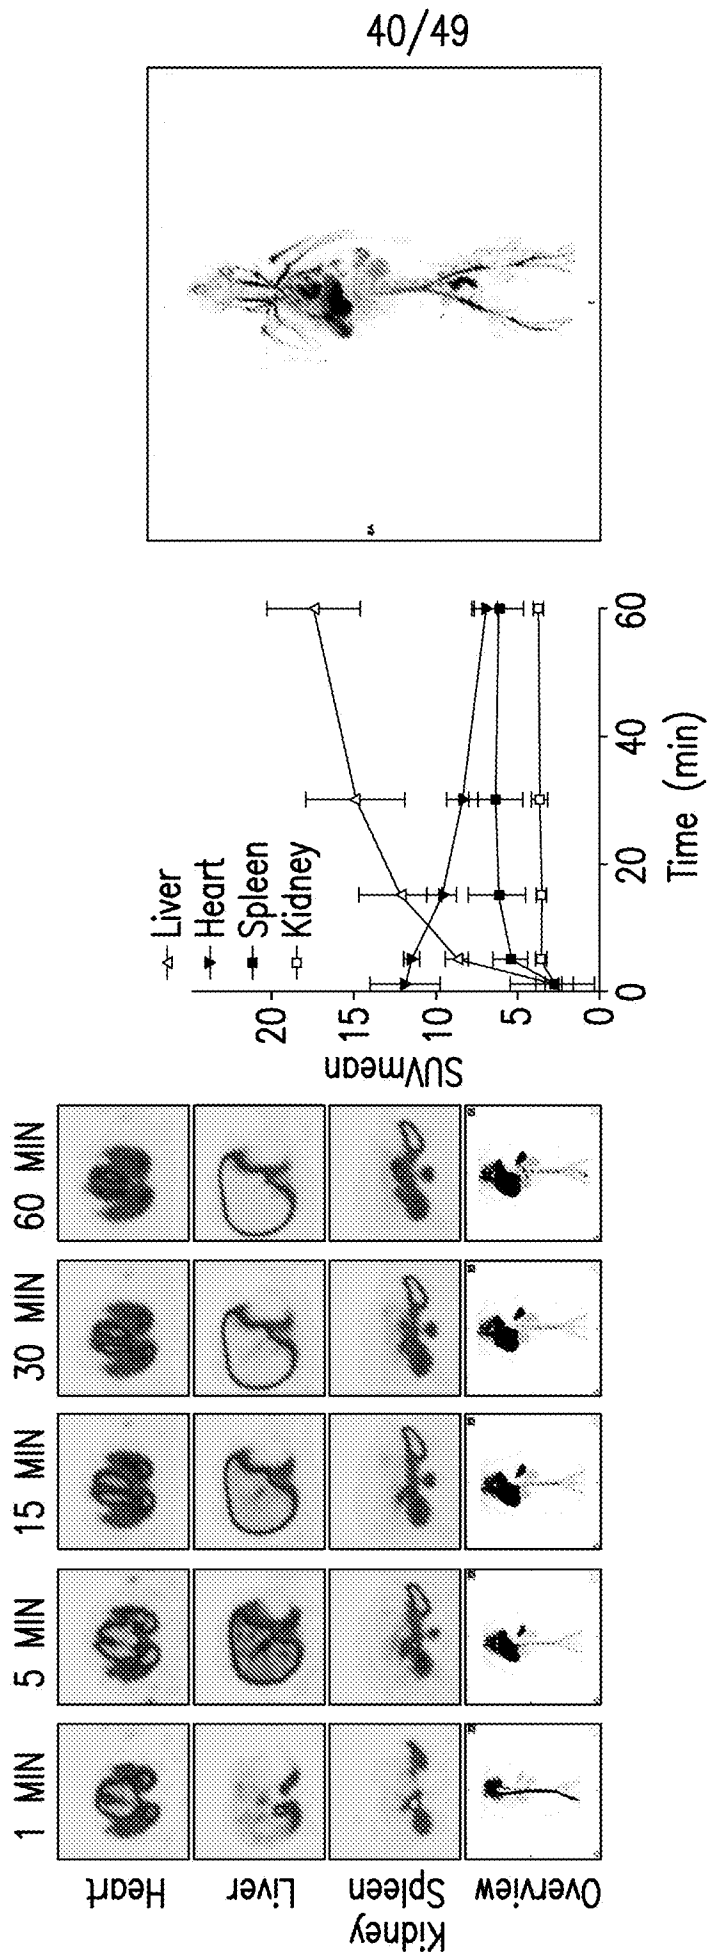 40/49
1 MIN
5 MIN
15 MIN
30 MIN
60 MIN
Heart
Liver
Kidney
Spleen
Overview
Liver
Heart
Spleen
Kidney
SUVmean
20
15
10
5
0
0
20
40
60
Time (min)